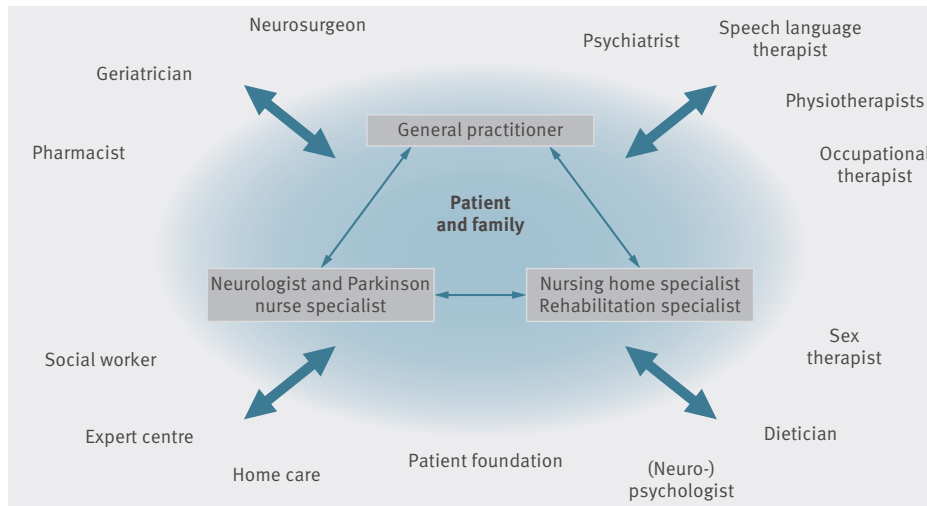 Neurosurgeon
Psychiatrist
Speech language
therapist
Geriatrician
Physiotherapists
General practitioner
Pharmacist
Occupational
therapist
Patient
and family
Neurologist and Parkinson
nurse specialist
Nursing home specialist
Rehabilitation specialist
Social worker
Sex
therapist
Expert centre
Dietician
Home care
Patient foundation
(Neuro-)
psychologist